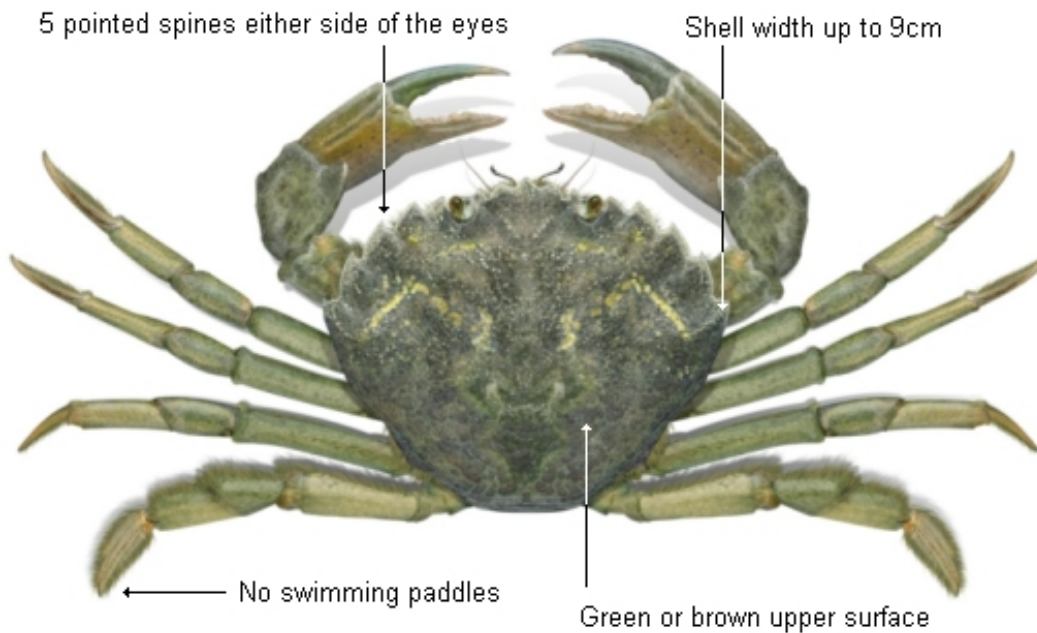 5 pointed spines either side of the eyes
Shell width up to 9cm
No swimming paddles
Green or brown upper surface